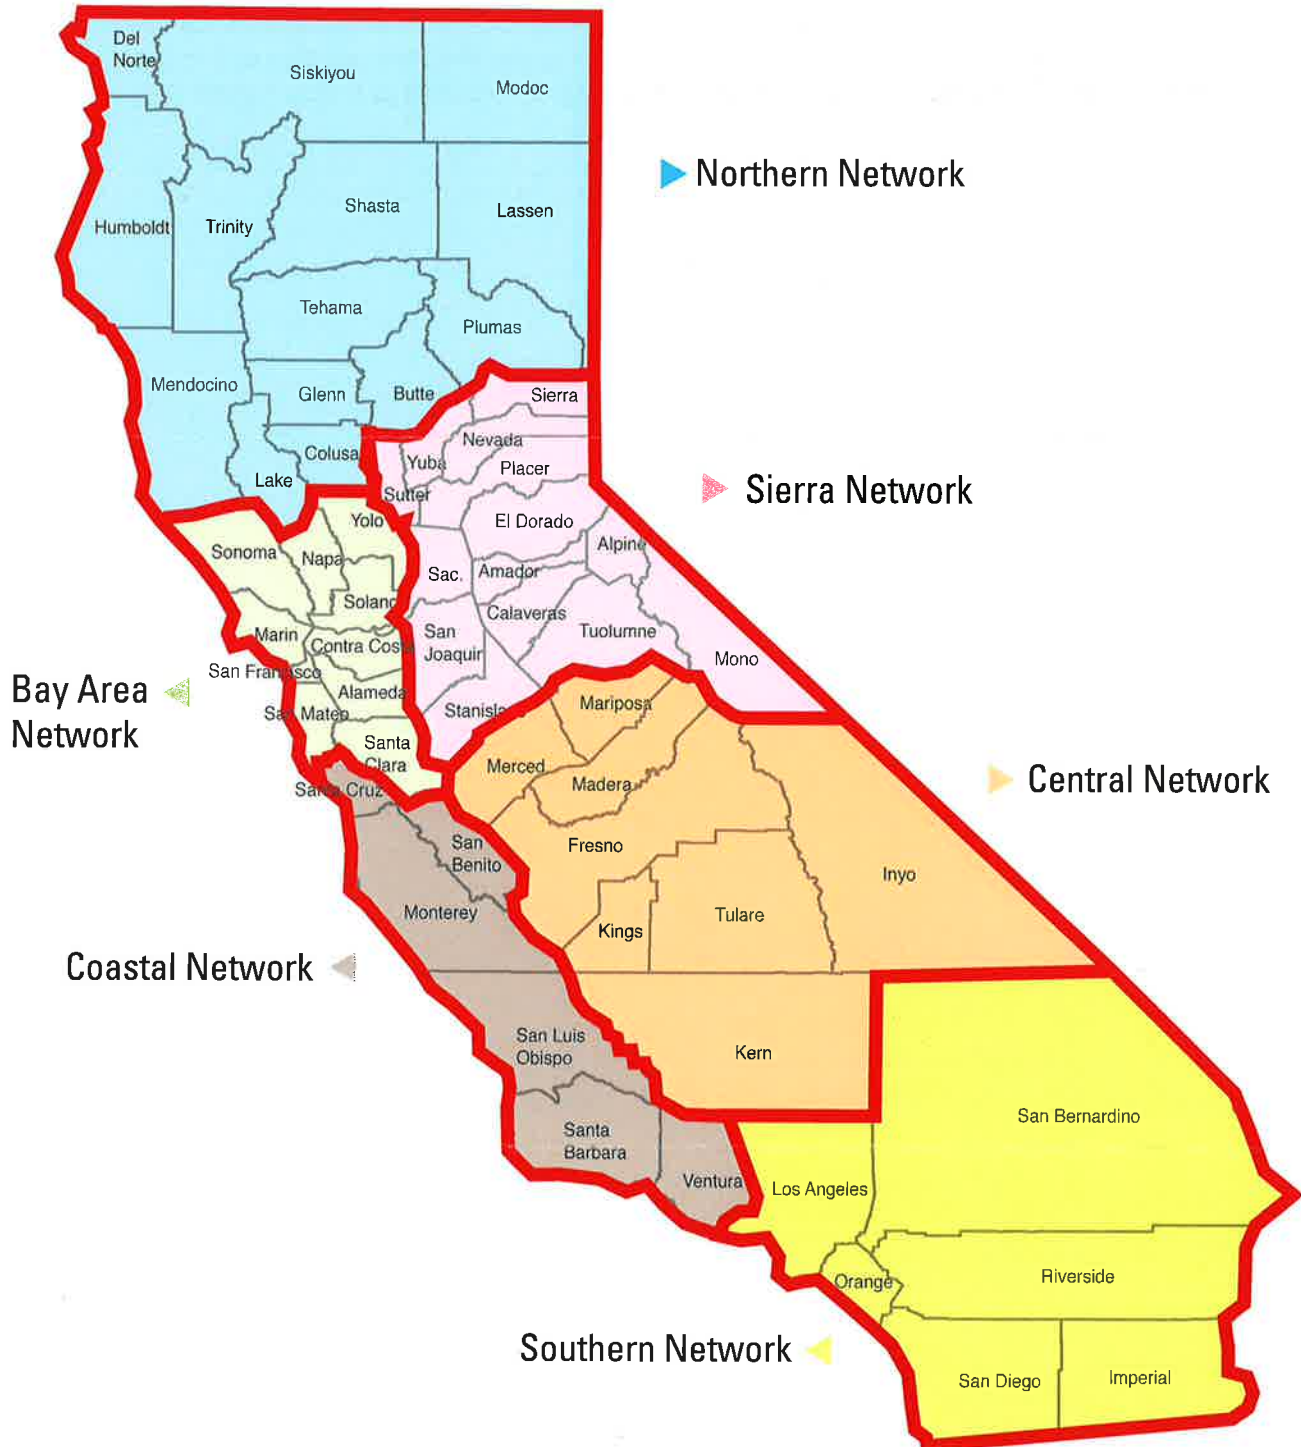 Del
Norte
Siskiyou
Modoc
Northern Network
Shasta
Lassen
Humboldt
Trinity
Tehama
Plumas
Mendocino
Glenn
Butte
Sierra
Nevada
Colusa
Yuba
Placer
Lake
Sutter
Sierra Network
Yolo
El Dorado
Sonoma
Napa
Alpine
Sac.
Amador
Solano
Calaveras
Marin
San
Joaquin
Tuolumne
Contra Costa
San Francisco
Mono
Bay Area
Network
Alameda
San Mateo
Stanislaus
Mariposa
Santa
Clara
Merced
Santa Cruz
Madera
Central Network
San
Benito
Fresno
Inyo
Monterey
Kings
Tulare
Coastal Network
San Luis
Obispo
Kern
San Bernardino
Santa
Barbara
Ventura
Los Angeles
Orange
Riverside
Southern Network
San Diego
Imperial